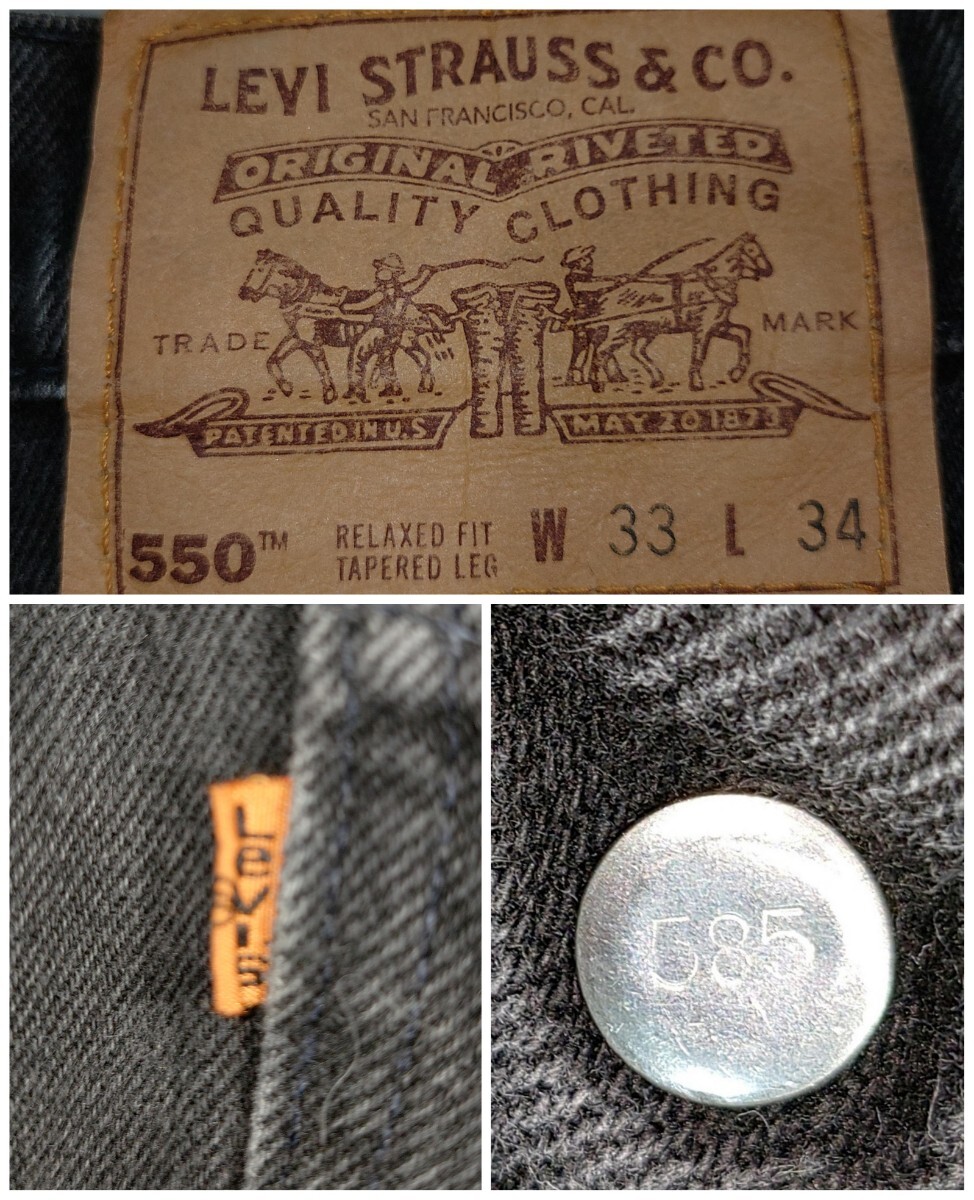 LEVI STRAUSS & CO.
SAN FRANCISCO, CAL.
ORIGINAL RIVETED
QUALITY CLOTHING
TRADE MARK
PATENTED IN U.S MAY 20 1873
550™ RELAXED FIT W 33 L 34
TAPERED LEG
LeVI'S
585